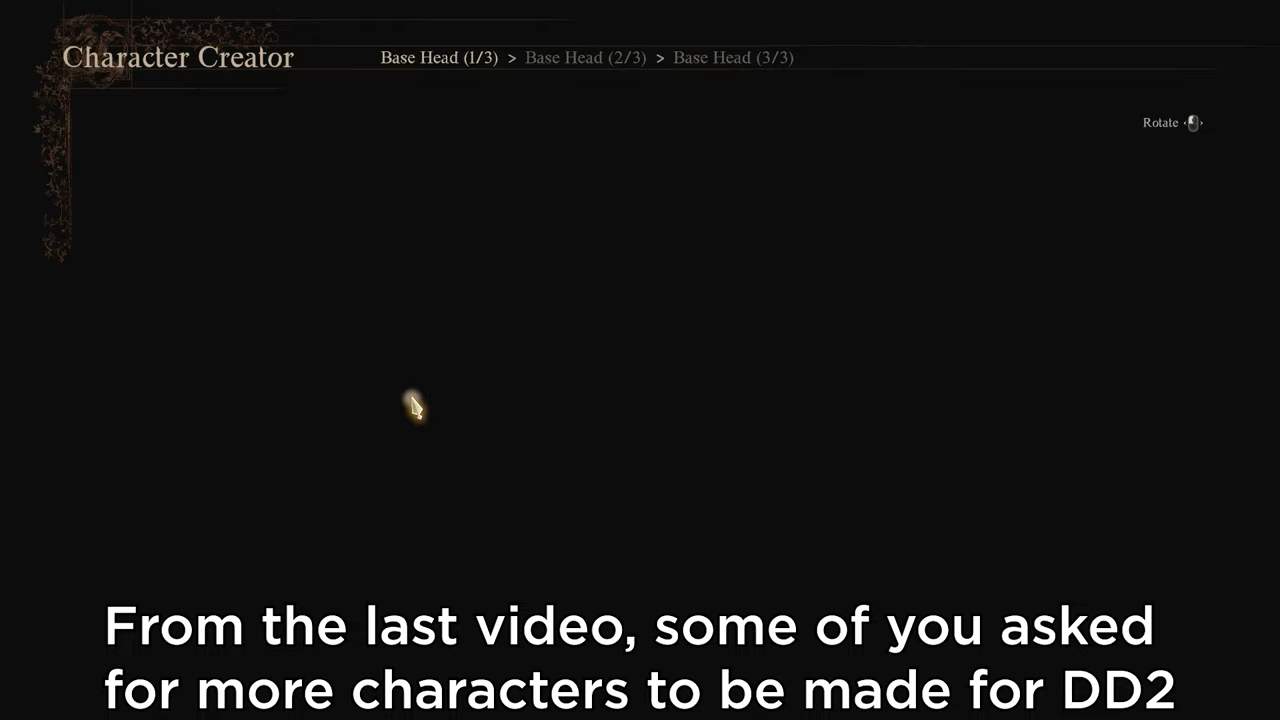 Character Creator
Base Head (1/3) > Base Head (2/3) > Base Head (3/3)
Rotate
From the last video, some of you asked
for more characters to be made for DD2